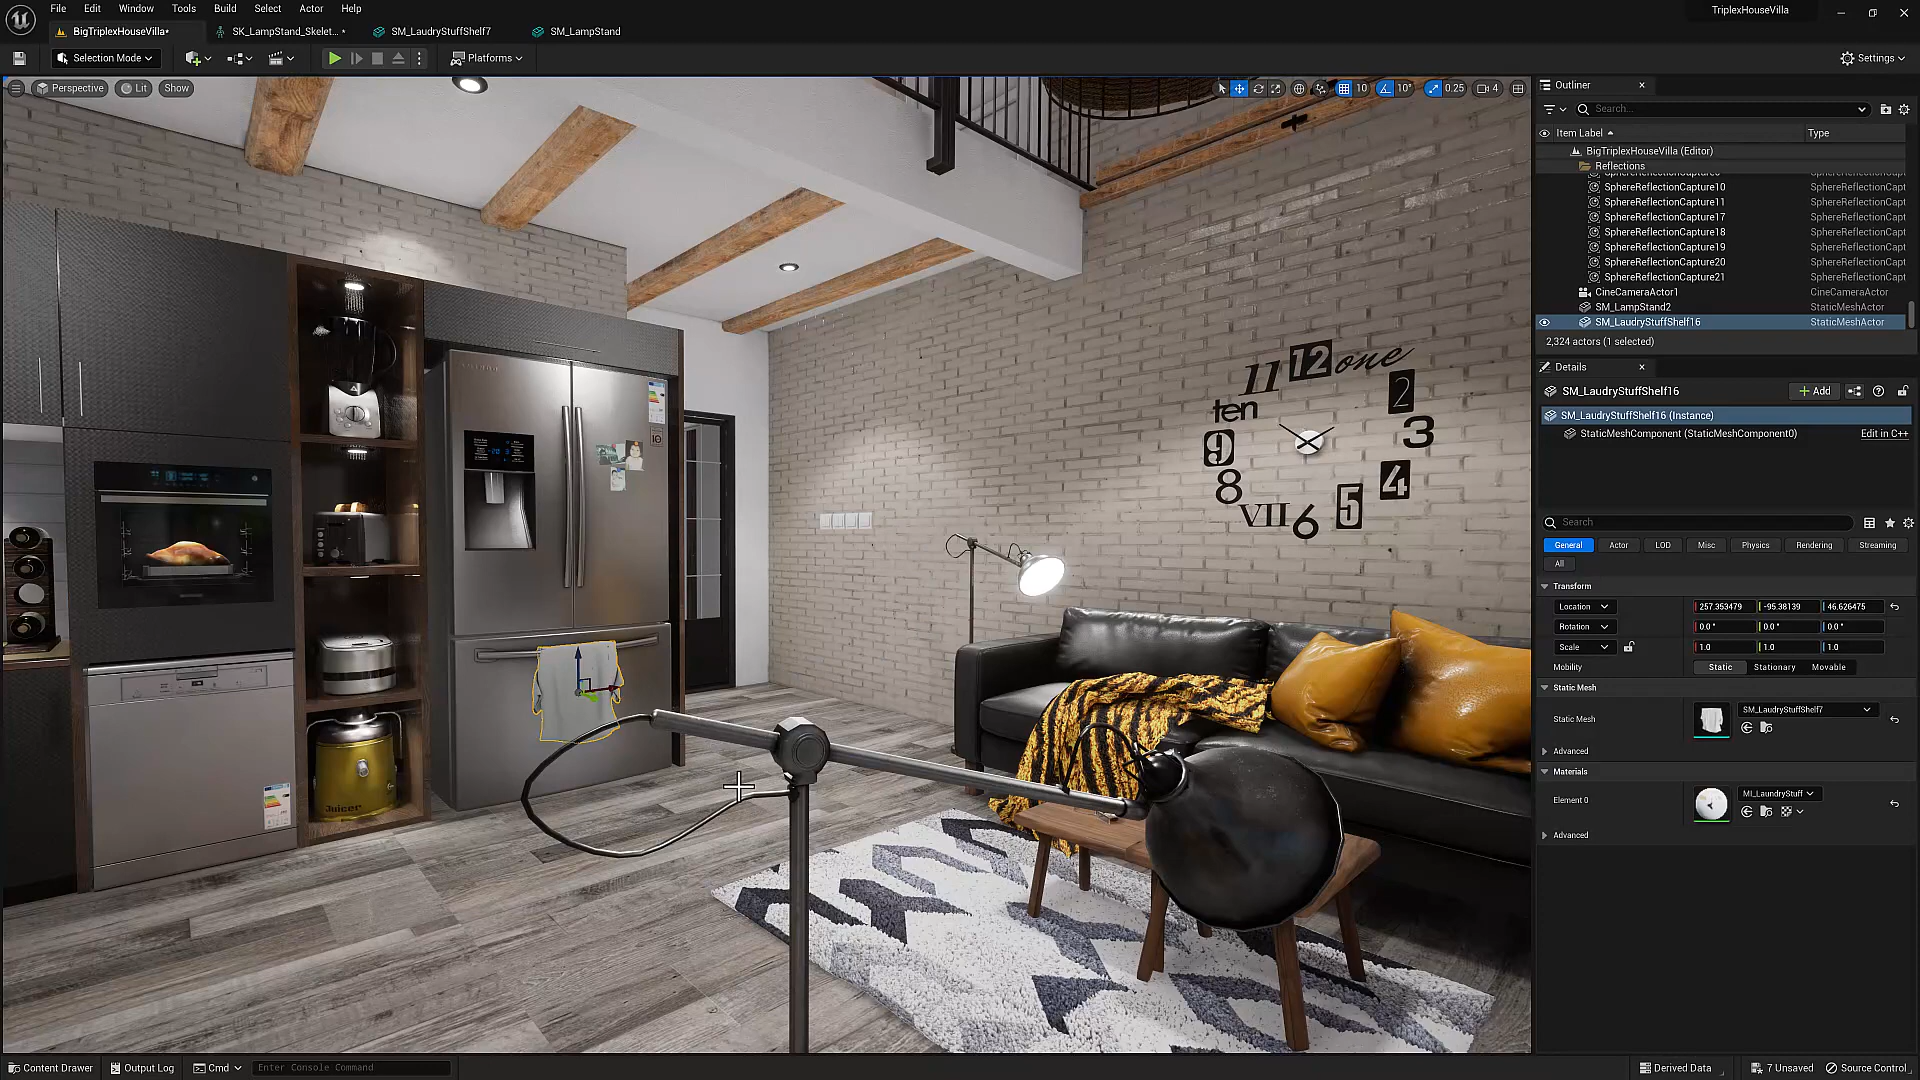 File Edit Window Tools Build Select Actor Help
TriplexHouseVilla
BigTriplexHouseVilla*
SK_LampStand_Skelet... *
SM_LaudryStuffShelf7
SM_LampStand
Selection Mode
Platforms
Settings
Perspective
Lit
Show
10
10°
0.25
4
Outliner
Search...
Item Label
Type
BigTriplexHouseVilla (Editor)
Reflections
SphereReflectionCapture10 SphereReflectionCapt
SphereReflectionCapture11 SphereReflectionCapt
SphereReflectionCapture17 SphereReflectionCapt
SphereReflectionCapture18 SphereReflectionCapt
SphereReflectionCapture19 SphereReflectionCapt
SphereReflectionCapture20 SphereReflectionCapt
SphereReflectionCapture21 SphereReflectionCapt
CineCameraActor1 CineCameraActor
SM_LampStand2 StaticMeshActor
SM_LaudryStuffShelf16 StaticMeshActor
2,324 actors (1 selected)
Details
SM_LaudryStuffShelf16
Add
SM_LaudryStuffShelf16 (Instance)
StaticMeshComponent (StaticMeshComponent0)
Edit in C++
Search
General Actor LOD Misc Physics Rendering Streaming
All
Transform
Location 257.353479 -95.38139 46.626475
Rotation 0.0° 0.0° 0.0°
Scale 1.0 1.0 1.0
Mobility Static Stationary Movable
Static Mesh
Static Mesh SM_LaudryStuffShelf7
Advanced
Materials
Element 0 MI_LaundryStuff
Advanced
11 12 one
2
ten
3
9
4
8
5
VII 6
Juicer
Content Drawer
Output Log
Cmd
Enter Console Command
Derived Data
7 Unsaved
Source Control